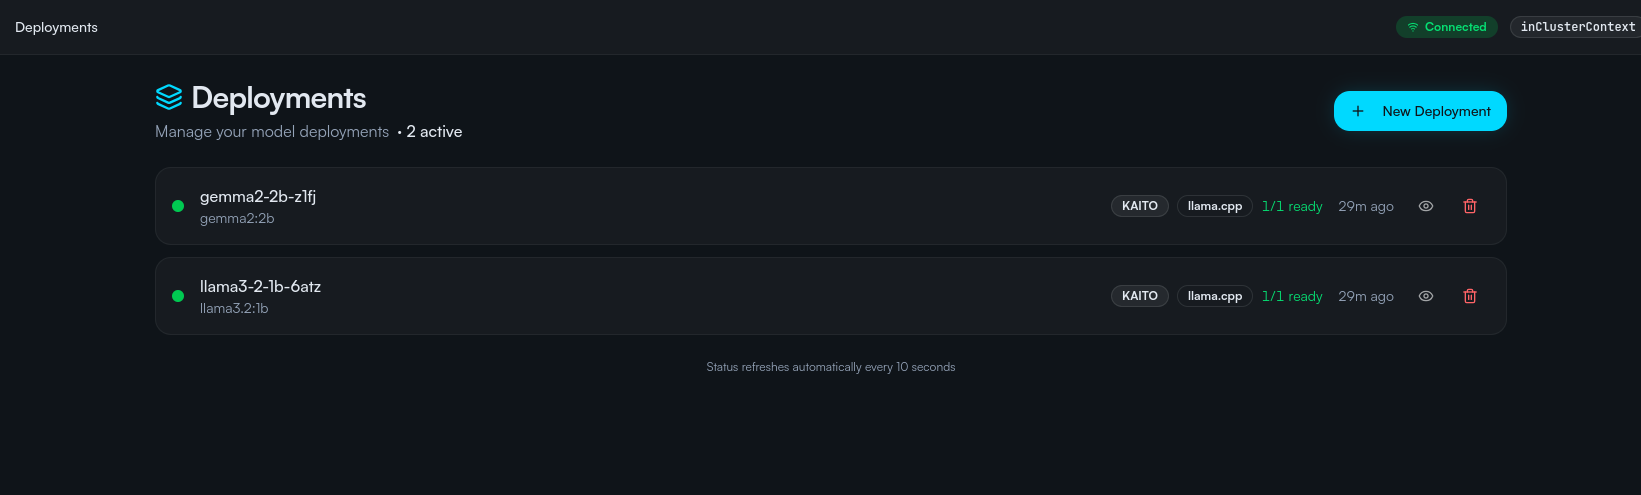 Deployments
Connected
inClusterContext
Deployments
New Deployment
Manage your model deployments · 2 active
gemma2-2b-z1fj
gemma2:2b
KAITO llama.cpp 1/1 ready 29m ago
llama3-2-1b-6atz
llama3.2:1b
KAITO llama.cpp 1/1 ready 29m ago
Status refreshes automatically every 10 seconds